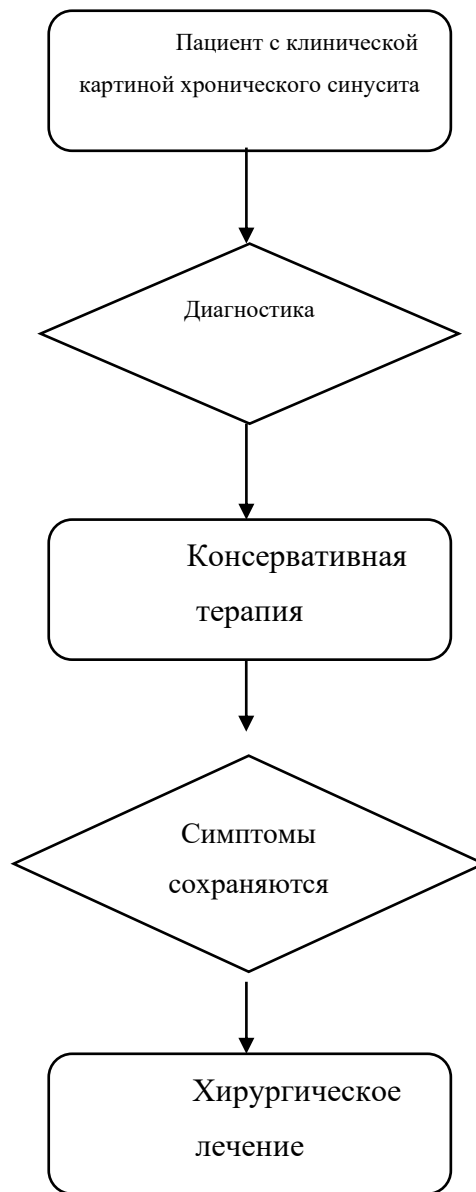 Пациент с клинической
картиной хронического синусита
Диагностика
Консервативная
терапия
Симптомы
сохраняются
Хирургическое
лечение